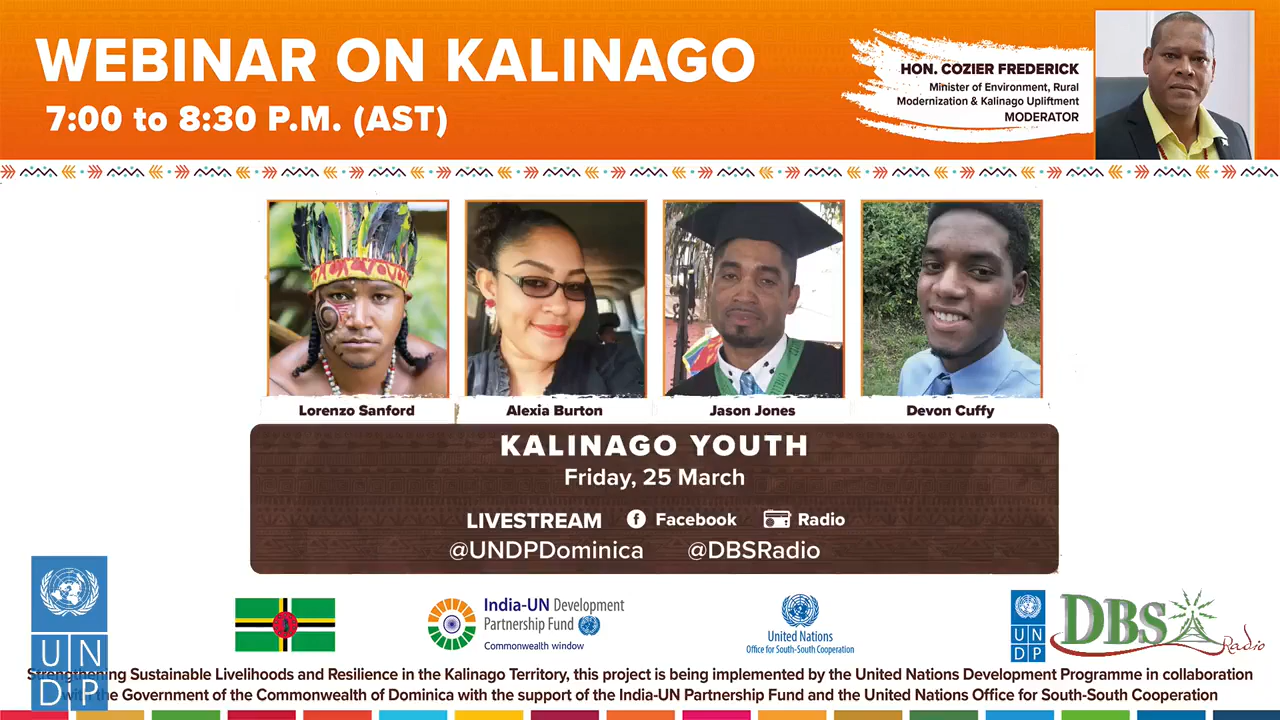 WEBINAR ON KALINAGO
7:00 to 8:30 P.M. (AST)
HON. COZIER FREDERICK
Minister of Environment, Rural
Modernization & Kalinago Upliftment
MODERATOR
Lorenzo Sanford
Alexia Burton
Jason Jones
Devon Cuffy
KALINAGO YOUTH
Friday, 25 March
LIVESTREAM Facebook Radio
@UNDPDominica @DBSRadio
UN
DP
India-UN Development
Partnership Fund
Commonwealth window
United Nations
Office for South-South Cooperation
UN
DP
DBS
Radio
Strengthening Sustainable Livelihoods and Resilience in the Kalinago Territory, this project is being implemented by the United Nations Development Programme in collaboration
with the Government of the Commonwealth of Dominica with the support of the India-UN Partnership Fund and the United Nations Office for South-South Cooperation